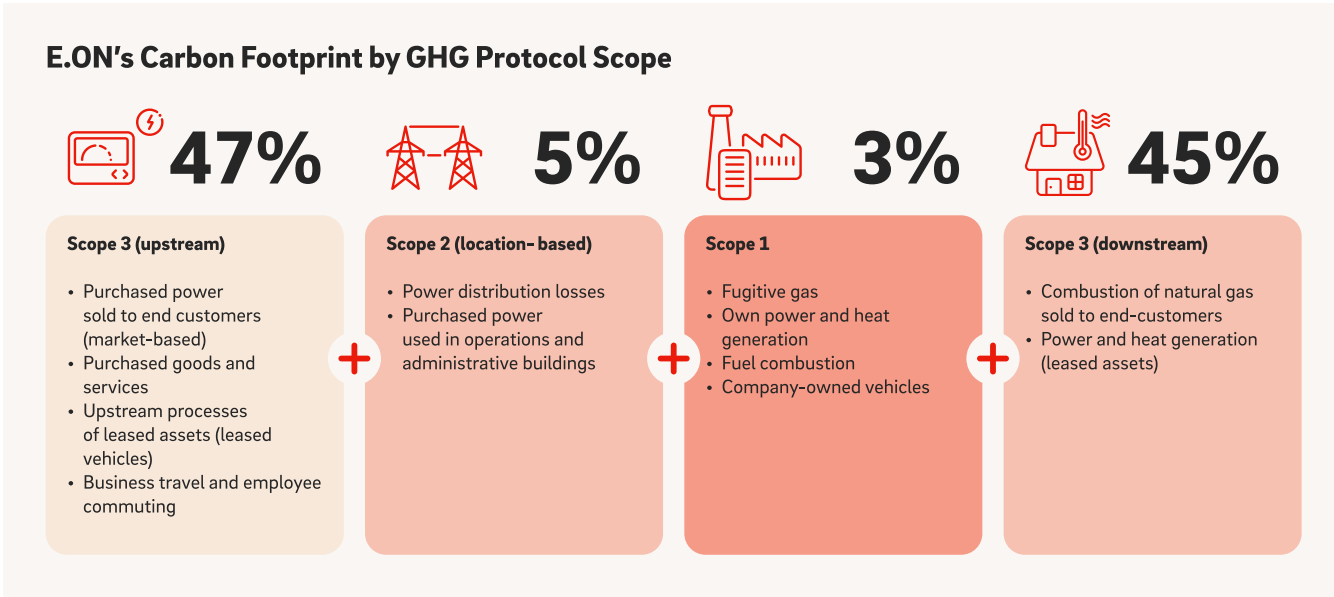 E.ON's Carbon Footprint by GHG Protocol Scope
47%
Scope 3 (upstream)
• Purchased power
sold to end customers
(market-based)
• Purchased goods and
services
• Upstream processes
of leased assets (leased
vehicles)
• Business travel and employee
commuting
5%
Scope 2 (location- based)
• Power distribution losses
• Purchased power
used in operations and
administrative buildings
3%
Scope 1
• Fugitive gas
• Own power and heat
generation
• Fuel combustion
• Company-owned vehicles
45%
Scope 3 (downstream)
• Combustion of natural gas
sold to end-customers
• Power and heat generation
(leased assets)